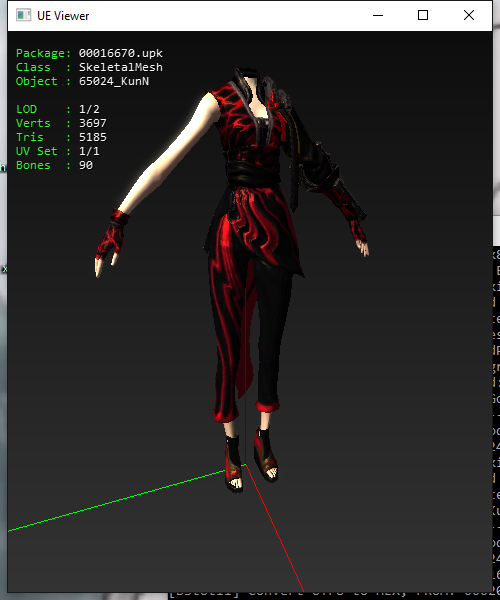 UE Viewer
Package: 00016670.upk
Class : SkeletalMesh
Object : 65024_KunN
LOD : 1/2
Verts : 3697
Tris : 5185
UV Set : 1/1
Bones : 90